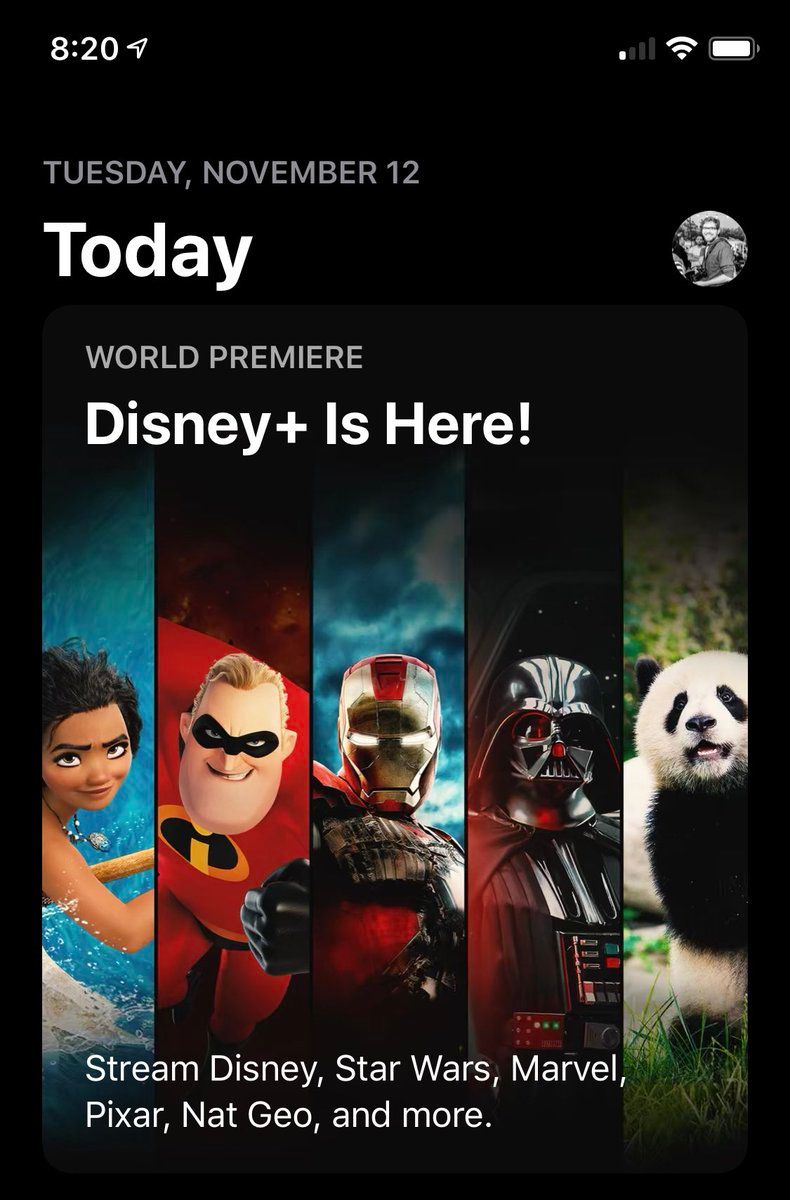 8:20
TUESDAY, NOVEMBER 12
Today
WORLD PREMIERE
Disney+ Is Here!
Stream Disney, Star Wars, Marvel,
Pixar, Nat Geo, and more.